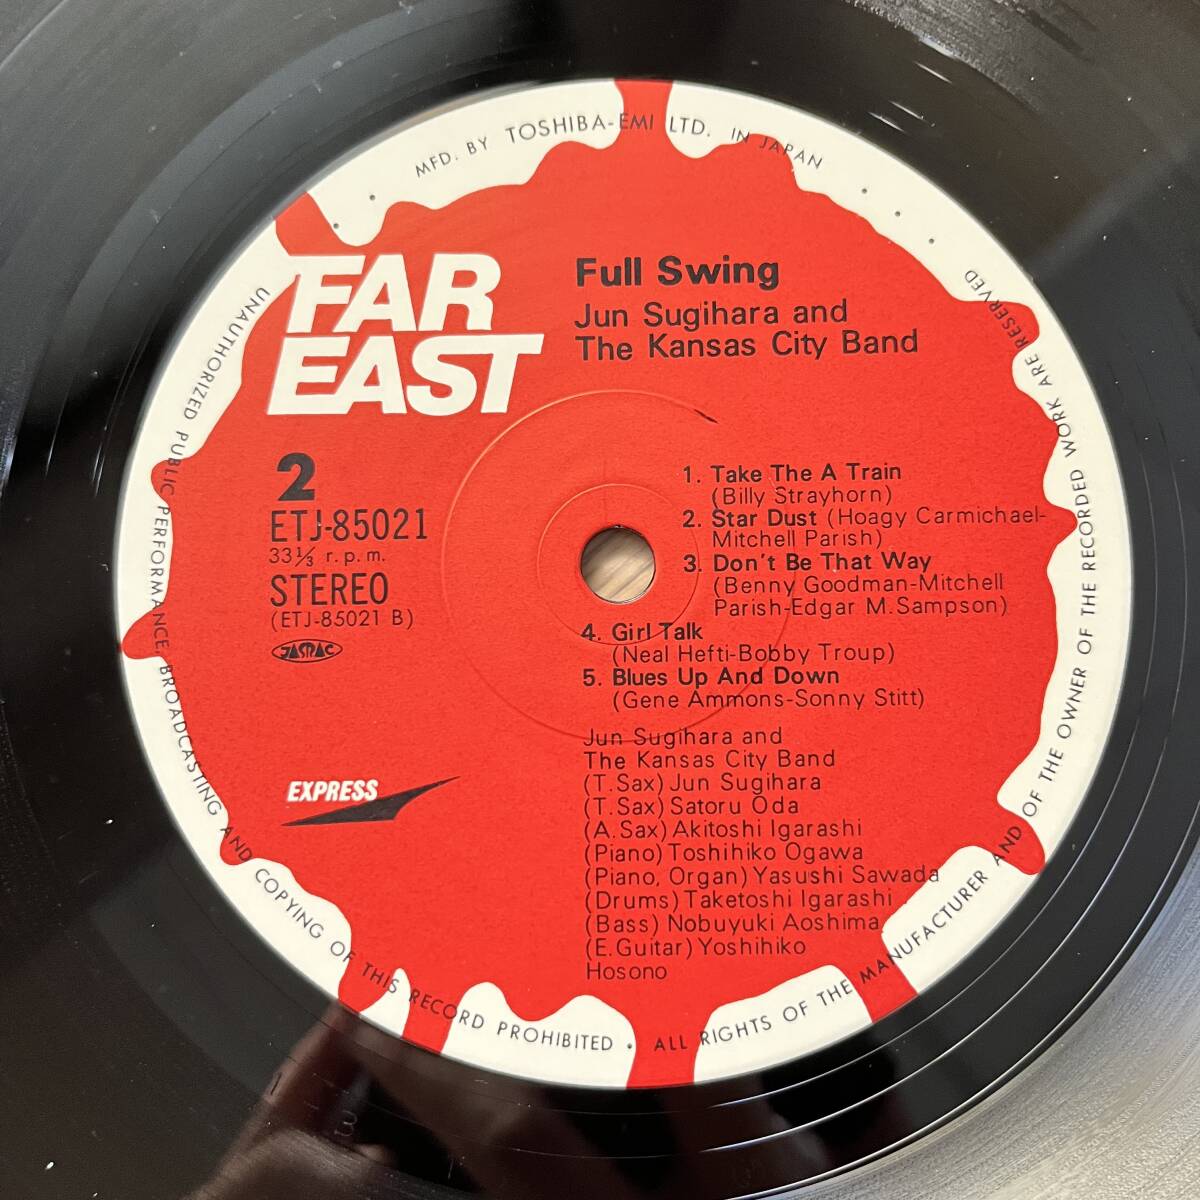 MFD. BY TOSHIBA-EMI LTD. IN JAPAN
FAR
EAST
Full Swing
Jun Sugihara and
The Kansas City Band
2
ETJ-85021
33⅓ r.p.m.
STEREO
(ETJ-85021 B)
JASRAC
EXPRESS
1. Take The A Train
(Billy Strayhorn)
2. Star Dust (Hoagy Carmichael-
Mitchell Parish)
3. Don't Be That Way
(Benny Goodman-Mitchell
Parish-Edgar M.Sampson)
4. Girl Talk
(Neal Hefti-Bobby Troup)
5. Blues Up And Down
(Gene Ammons-Sonny Stitt)
Jun Sugihara and
The Kansas City Band
(T.Sax) Jun Sugihara
(T.Sax) Satoru Oda
(A.Sax) Akitoshi Igarashi
(Piano) Toshihiko Ogawa
(Piano, Organ) Yasushi Sawada
(Drums) Taketoshi Igarashi
(Bass) Nobuyuki Aoshima
(E.Guitar) Yoshihiko
Hosono
UNAUTHORIZED PUBLIC PERFORMANCE, BROADCASTING AND COPYING OF THIS RECORD PROHIBITED • ALL RIGHTS OF THE MANUFACTURER AND OF THE OWNER OF THE RECORDED WORK ARE RESERVED